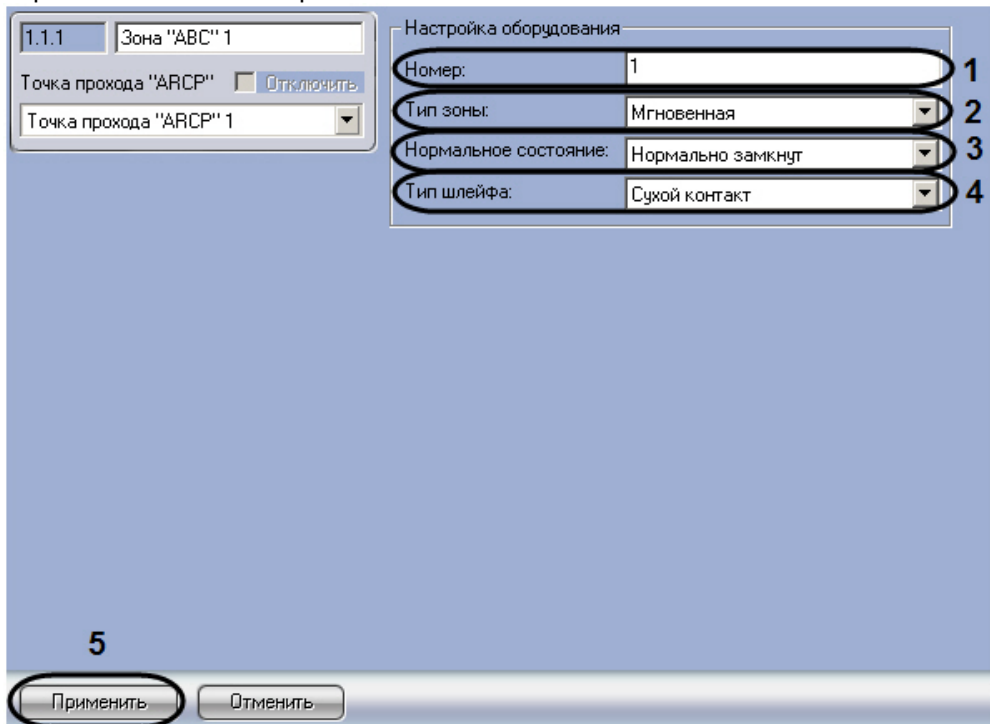 1.1.1 Зона "ABC" 1
Точка прохода "ARCP" Отключить
Точка прохода "ARCP" 1
Настройка оборудования
Номер: 1 1
Тип зоны: Мгновенная 2
Нормальное состояние: Нормально замкнут 3
Тип шлейфа: Сухой контакт 4
5
Применить Отменить